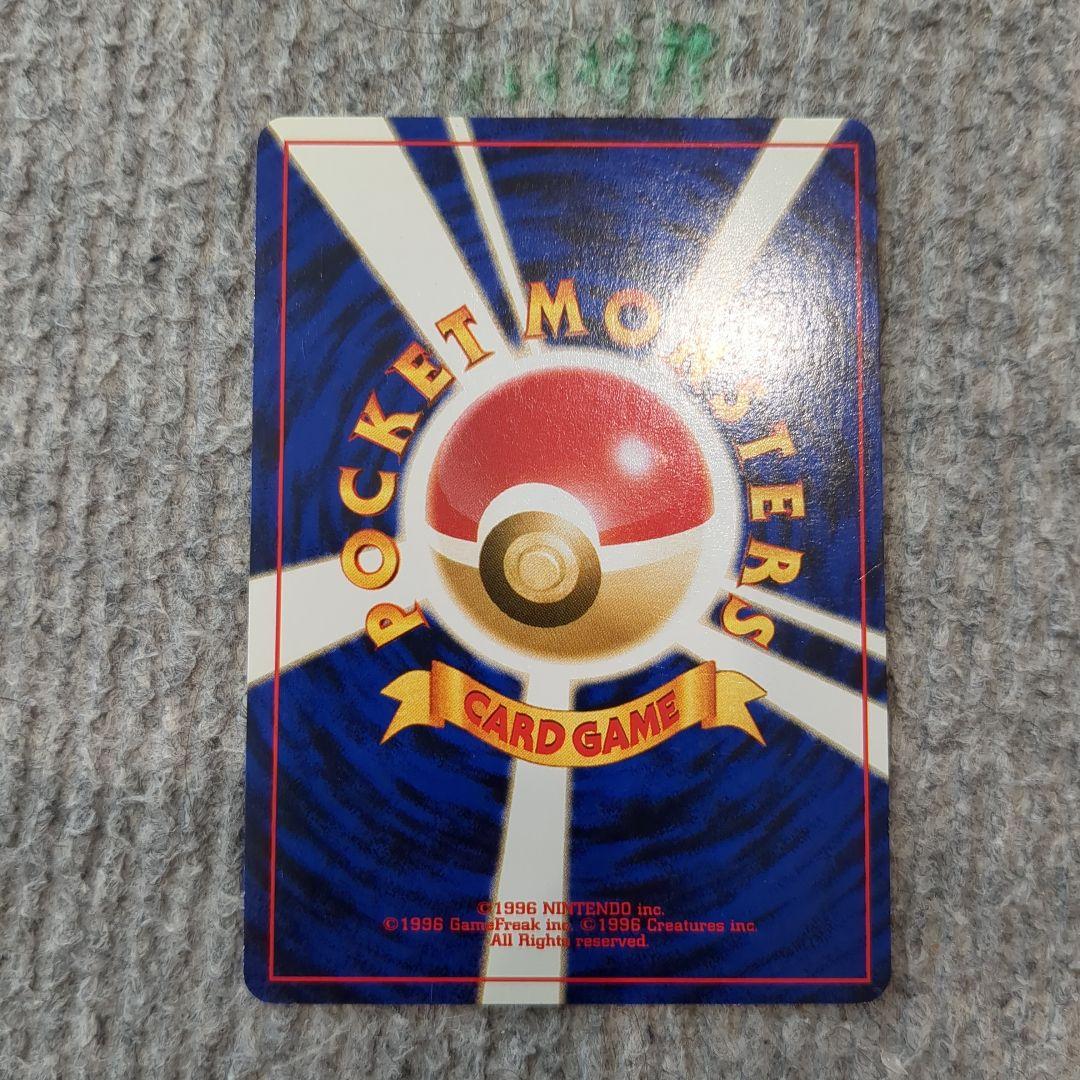 POCKET MONSTERS
CARD GAME
©1996 NINTENDO inc.
©1996 GameFreak inc. ©1996 Creatures inc.
All Rights reserved.